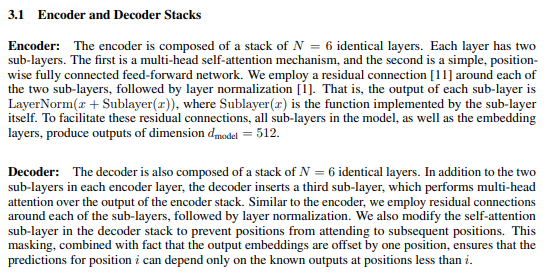 3.1 Encoder and Decoder Stacks
Encoder: The encoder is composed of a stack of N = 6 identical layers. Each layer has two
sub-layers. The first is a multi-head self-attention mechanism, and the second is a simple, position-
wise fully connected feed-forward network. We employ a residual connection [11] around each of
the two sub-layers, followed by layer normalization [1]. That is, the output of each sub-layer is
LayerNorm(x + Sublayer(x)), where Sublayer(x) is the function implemented by the sub-layer
itself. To facilitate these residual connections, all sub-layers in the model, as well as the embedding
layers, produce outputs of dimension dmodel = 512.
Decoder: The decoder is also composed of a stack of N = 6 identical layers. In addition to the two
sub-layers in each encoder layer, the decoder inserts a third sub-layer, which performs multi-head
attention over the output of the encoder stack. Similar to the encoder, we employ residual connections
around each of the sub-layers, followed by layer normalization. We also modify the self-attention
sub-layer in the decoder stack to prevent positions from attending to subsequent positions. This
masking, combined with fact that the output embeddings are offset by one position, ensures that the
predictions for position i can depend only on the known outputs at positions less than i.